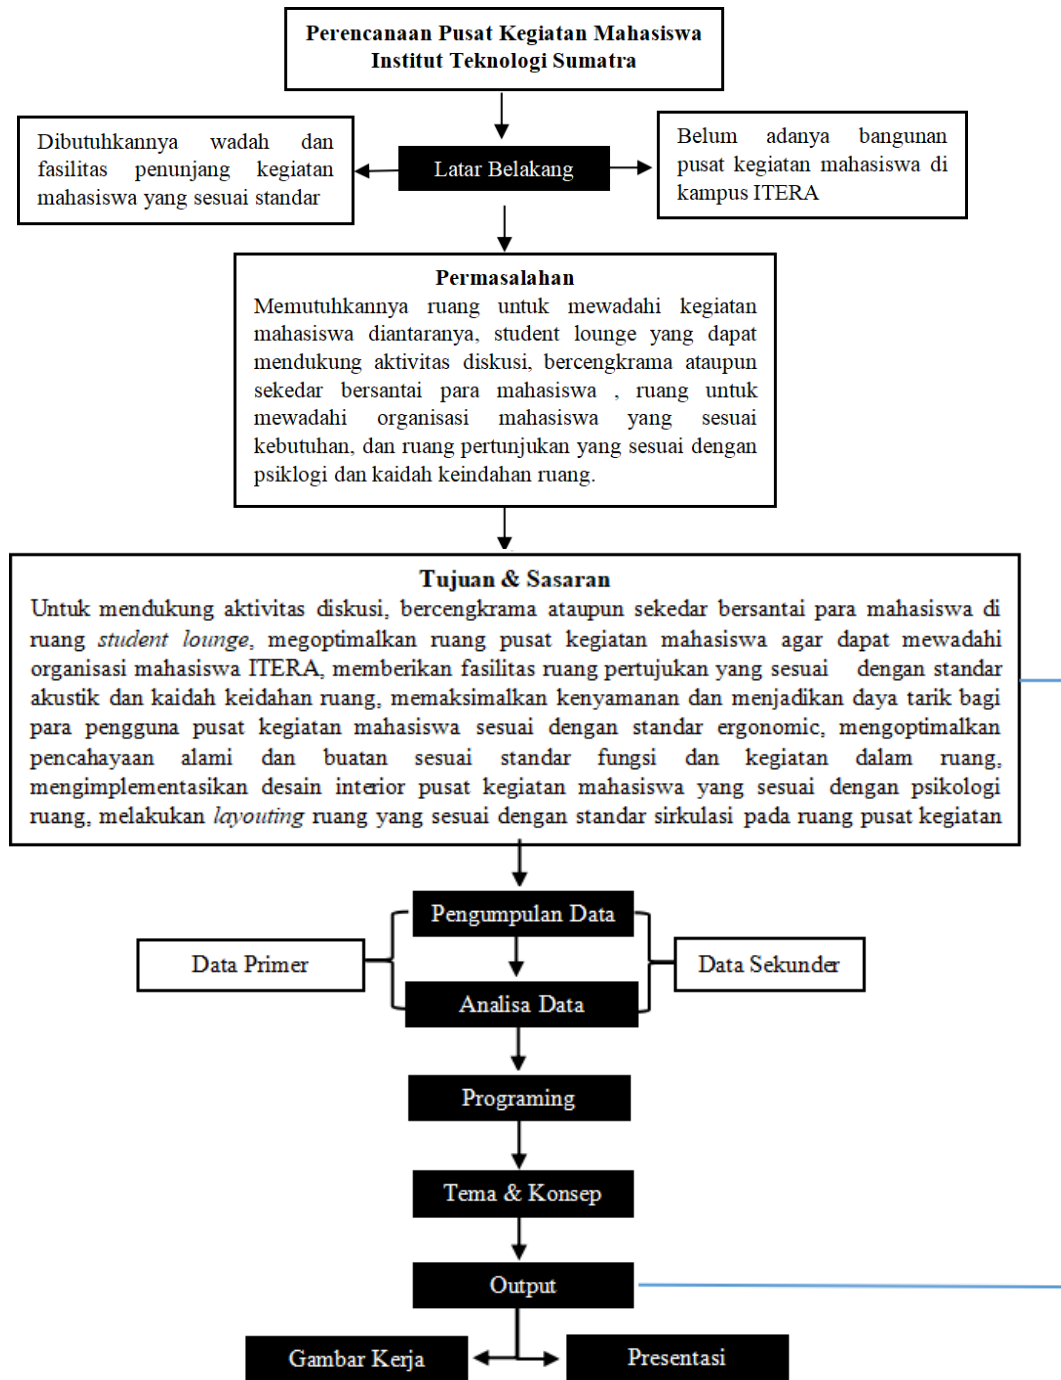 Perencanaan Pusat Kegiatan Mahasiswa
Institut Teknologi Sumatra
Dibutuhkannya wadah dan
fasilitas penunjang kegiatan
mahasiswa yang sesuai standar
Latar Belakang
Belum adanya bangunan
pusat kegiatan mahasiswa di
kampus ITERA
Permasalahan
Memutuhkannya ruang untuk mewadahi kegiatan
mahasiswa diantaranya, student lounge yang dapat
mendukung aktivitas diskusi, bercengkrama ataupun
sekedar bersantai para mahasiswa , ruang untuk
mewadahi organisasi mahasiswa yang sesuai
kebutuhan, dan ruang pertunjukan yang sesuai dengan
psiklogi dan kaidah keindahan ruang.
Tujuan & Sasaran
Untuk mendukung aktivitas diskusi, bercengkrama ataupun sekedar bersantai para mahasiswa di
ruang student lounge, megoptimalkan ruang pusat kegiatan mahasiswa agar dapat mewadahi
organisasi mahasiswa ITERA, memberikan fasilitas ruang pertujukan yang sesuai dengan standar
akustik dan kaidah keidahan ruang, memaksimalkan kenyamanan dan menjadikan daya tarik bagi
para pengguna pusat kegiatan mahasiswa sesuai dengan standar ergonomic, mengoptimalkan
pencahayaan alami dan buatan sesuai standar fungsi dan kegiatan dalam ruang,
mengimplementasikan desain interior pusat kegiatan mahasiswa yang sesuai dengan psikologi
ruang, melakukan layouting ruang yang sesuai dengan standar sirkulasi pada ruang pusat kegiatan
Pengumpulan Data
Data Primer
Data Sekunder
Analisa Data
Programing
Tema & Konsep
Output
Gambar Kerja
Presentasi